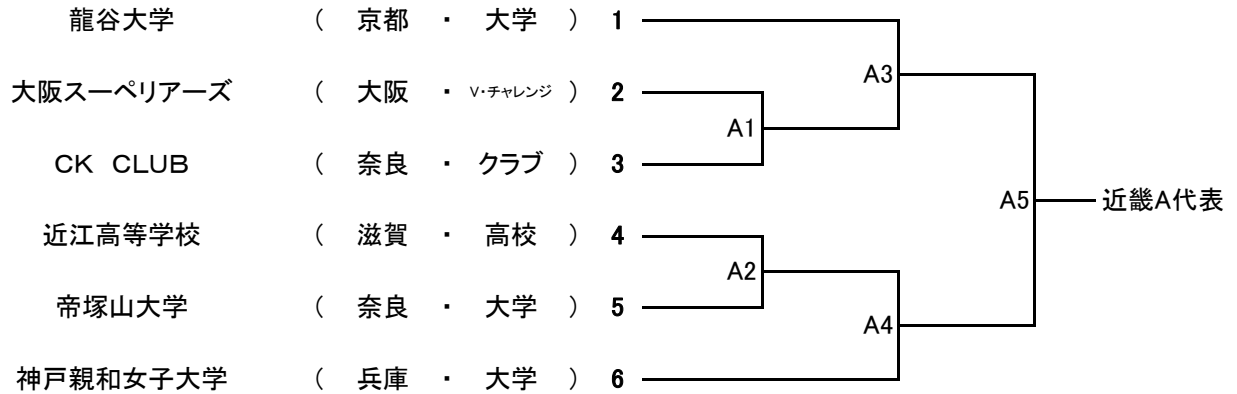 龍谷大学 ( 京都 ・ 大学 ) 1
A3
大阪スーペリアーズ ( 大阪 ・ V・チャレンジ ) 2
A1
CK CLUB ( 奈良 ・ クラブ ) 3
A5 近畿A代表
近江高等学校 ( 滋賀 ・ 高校 ) 4
A2
帝塚山大学 ( 奈良 ・ 大学 ) 5
A4
神戸親和女子大学 ( 兵庫 ・ 大学 ) 6